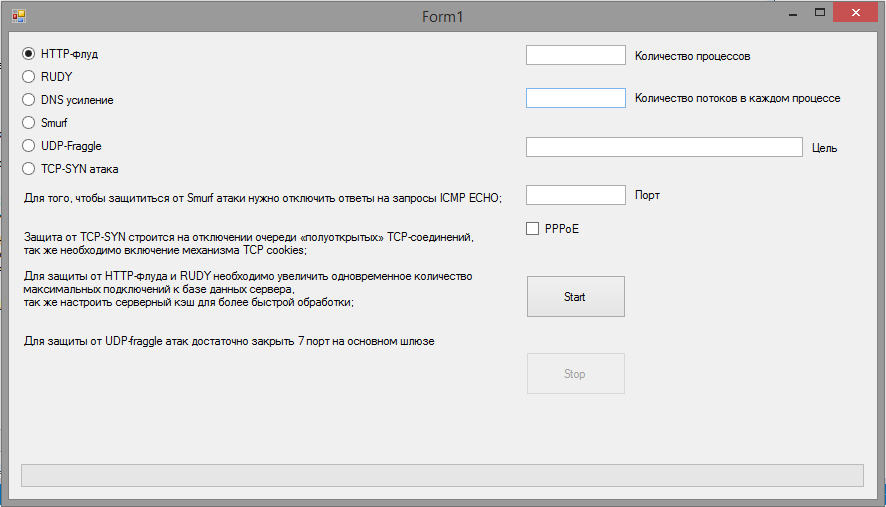 Form1
HTTP-флуд
RUDY
DNS усиление
Smurf
UDP-Fraggle
TCP-SYN атака
Для того, чтобы защититься от Smurf атаки нужно отключить ответы на запросы ICMP ECHO;
Защита от TCP-SYN строится на отключении очереди «полуоткрытых» TCP-соединений,
так же необходимо включение механизма TCP cookies;
Для защиты от HTTP-Флуда и RUDY необходимо увеличить одновременное количество
максимальных подключений к базе данных сервера,
так же настроить серверный кэш для более быстрой обработки;
Для защиты от UDP-fraggle атак достаточно закрыть 7 порт на основном шлюзе
Количество процессов
Количество потоков в каждом процессе
Цель
Порт
PPPoE
Start
Stop